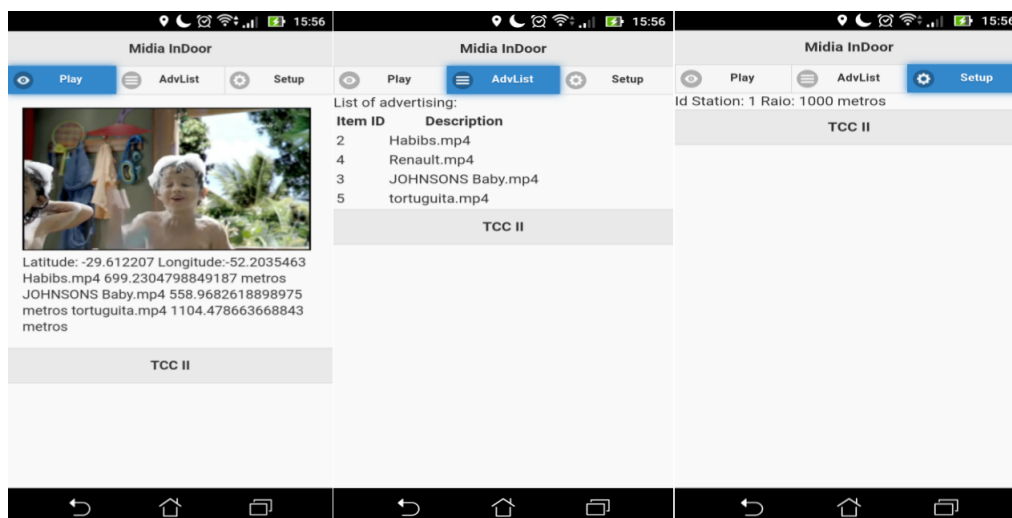 15:56
Midia InDoor
Play AdvList Setup
Latitude: -29.612207 Longitude:-52.2035463
Habibs.mp4 699.2304798849187 metros
JOHNSONS Baby.mp4 558.9682618898975
metros tortuguita.mp4 1104.478663668843
metros
TCC II
15:56
Midia InDoor
Play AdvList Setup
List of advertising:
Item ID Description
2 Habibs.mp4
4 Renault.mp4
3 JOHNSONS Baby.mp4
5 tortuguita.mp4
TCC II
15:56
Midia InDoor
Play AdvList Setup
Id Station: 1 Raio: 1000 metros
TCC II